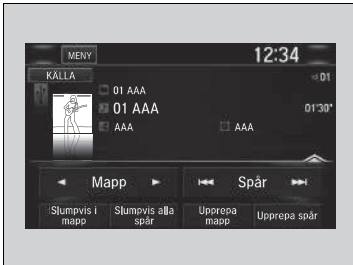 MENY
12:34
KÄLLA
01
01 AAA
01 AAA
01'30"
AAA
AAA
Mapp
Spår
Slumpvis i mapp
Slumpvis alla spår
Upprepa mapp
Upprepa spår